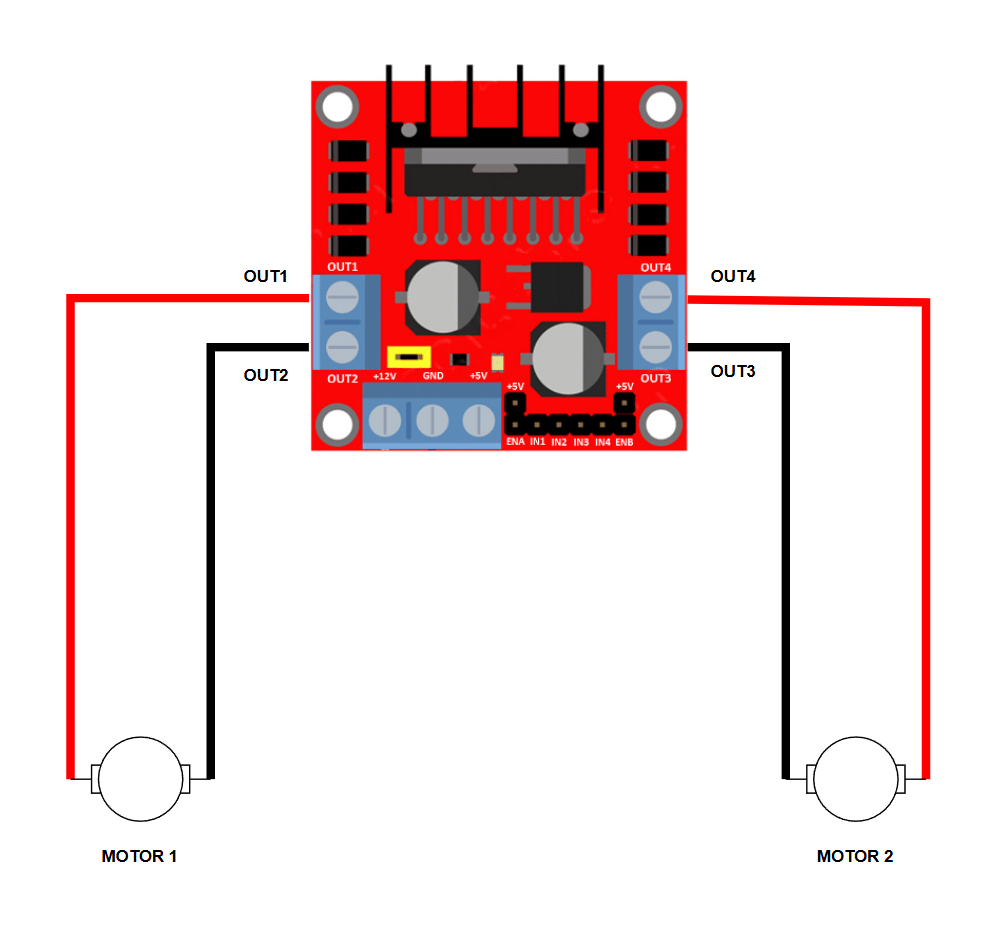 OUT1
OUT4
OUT1
OUT4
OUT2
OUT3
OUT2
OUT3
+12V
GND
+5V
+5V
+5V
ENA IN1 IN2 IN3 IN4 ENB
MOTOR 1
MOTOR 2